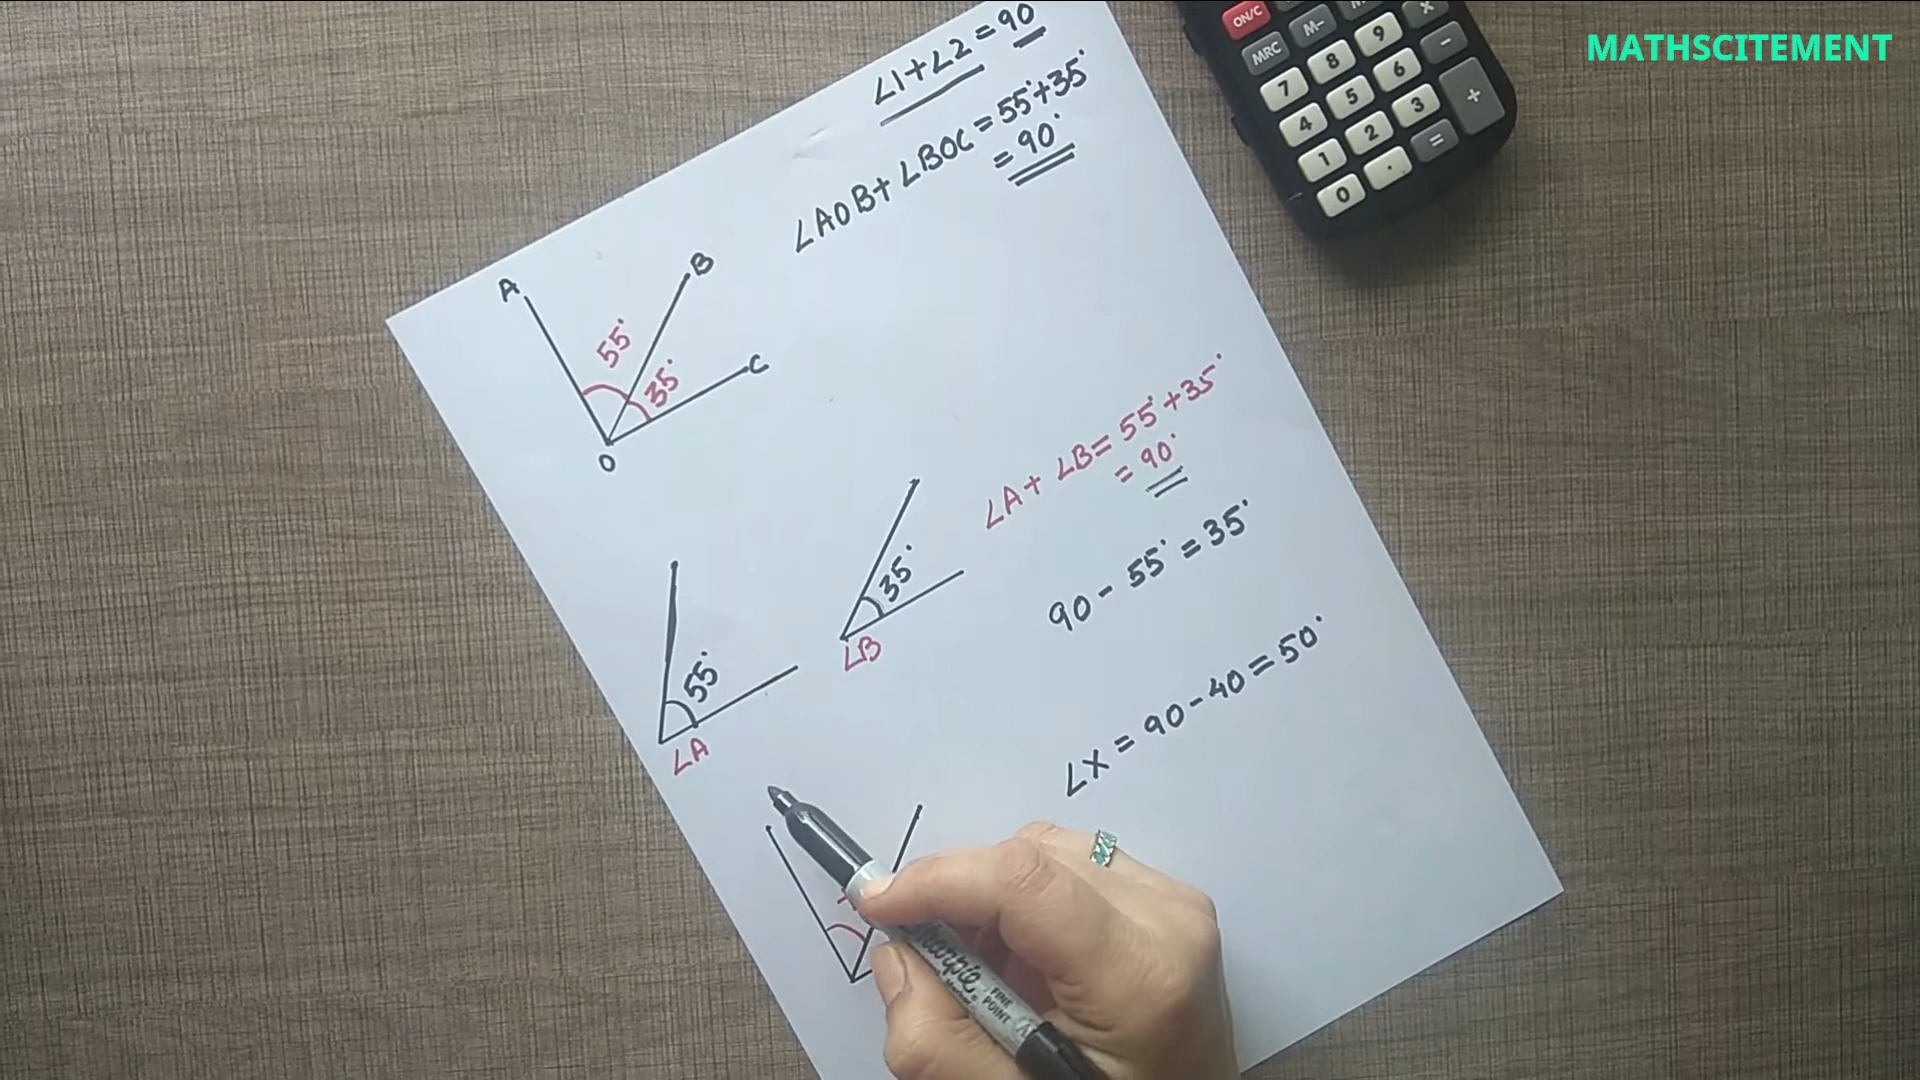 MATHSCITEMENT
∠1+∠2=90
∠AOB+∠BOC=55°+35°
=90°
A
B
55°
35°
C
O
∠A+∠B=55°+35°
=90°
35°
∠B
90-55°=35°
55°
∠A
∠X=90-40=50°
ON/C
M-
MRC
×
7
8
9
-
4
5
6
+
1
2
3
0
.
=
Sharpie
FINE
POINT